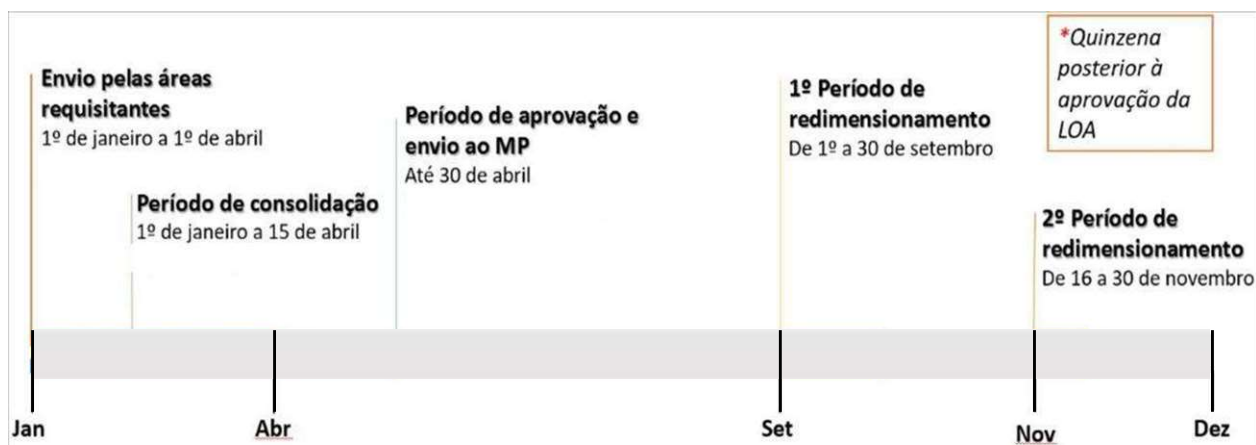 Envio pelas áreas
requisitantes
1º de janeiro a 1º de abril
Período de consolidação
1º de janeiro a 15 de abril
Período de aprovação e
envio ao MP
Até 30 de abril
1º Período de
redimensionamento
De 1º a 30 de setembro
*Quinzena
posterior à
aprovação da
LOA
2º Período de
redimensionamento
De 16 a 30 de novembro
Jan
Abr
Set
Nov
Dez